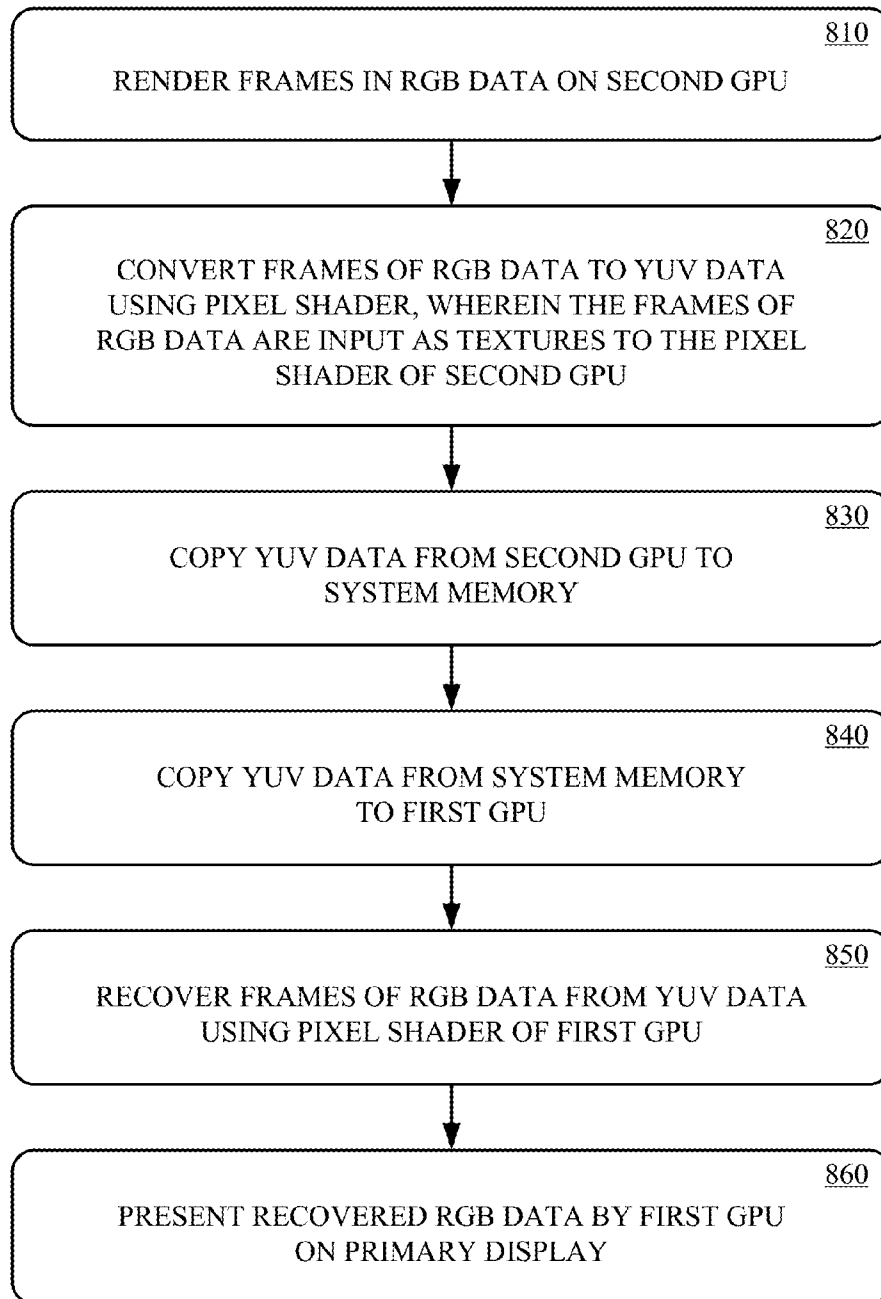 810
RENDER FRAMES IN RGB DATA ON SECOND GPU
820
CONVERT FRAMES OF RGB DATA TO YUV DATA
USING PIXEL SHADER, WHEREIN THE FRAMES OF
RGB DATA ARE INPUT AS TEXTURES TO THE PIXEL
SHADER OF SECOND GPU
830
COPY YUV DATA FROM SECOND GPU TO
SYSTEM MEMORY
840
COPY YUV DATA FROM SYSTEM MEMORY
TO FIRST GPU
850
RECOVER FRAMES OF RGB DATA FROM YUV DATA
USING PIXEL SHADER OF FIRST GPU
860
PRESENT RECOVERED RGB DATA BY FIRST GPU
ON PRIMARY DISPLAY